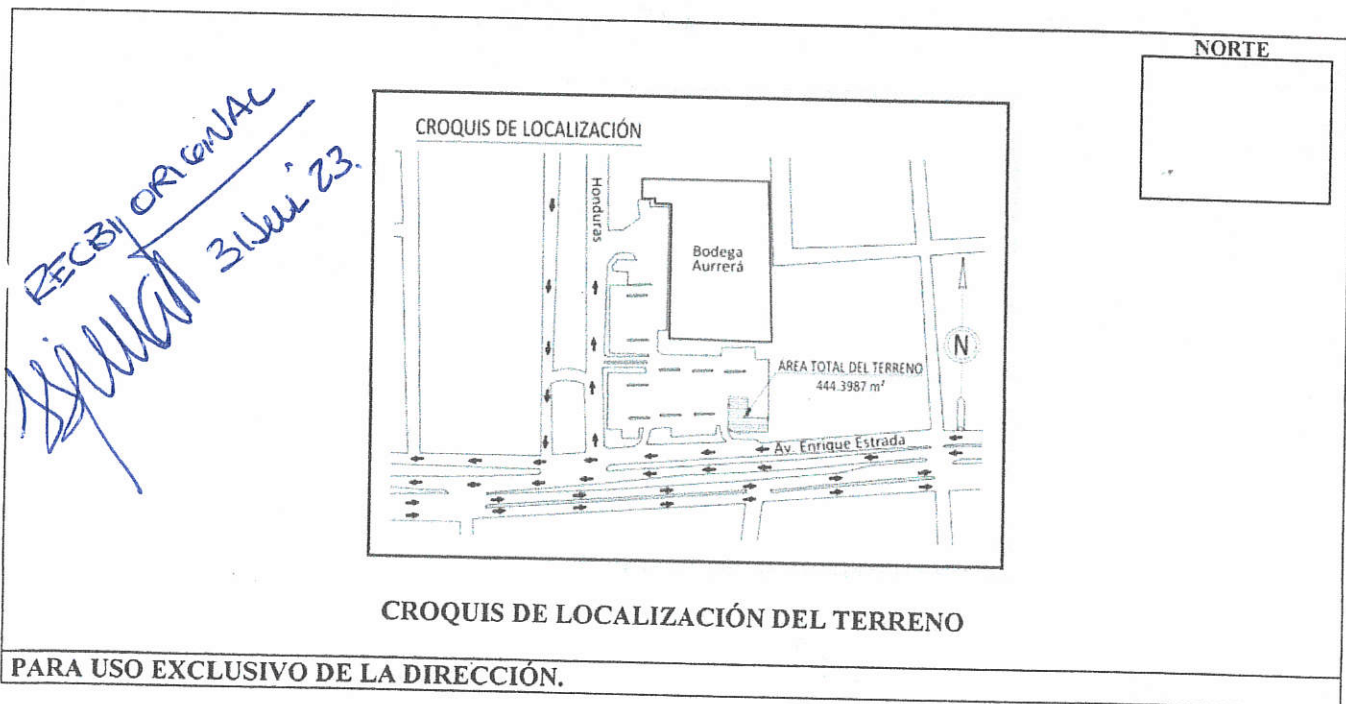 NORTE
RECIBI ORIGINAL
31 Jul' 23.
CROQUIS DE LOCALIZACIÓN
Honduras
Bodega
Aurrerá
N
ÁREA TOTAL DEL TERRENO
444.3987 m²
Av. Enrique Estrada
CROQUIS DE LOCALIZACIÓN DEL TERRENO
PARA USO EXCLUSIVO DE LA DIRECCIÓN.